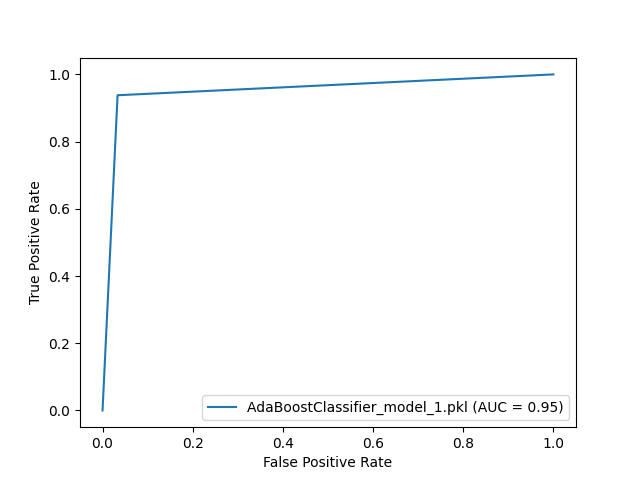 1.0
0.8
0.6
0.4
0.2
0.0
True Positive Rate
AdaBoostClassifier_model_1.pkl (AUC = 0.95)
0.0 0.2 0.4 0.6 0.8 1.0
False Positive Rate